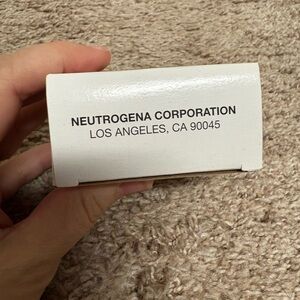 NEUTROGENA CORPORATION
LOS ANGELES, CA 90045